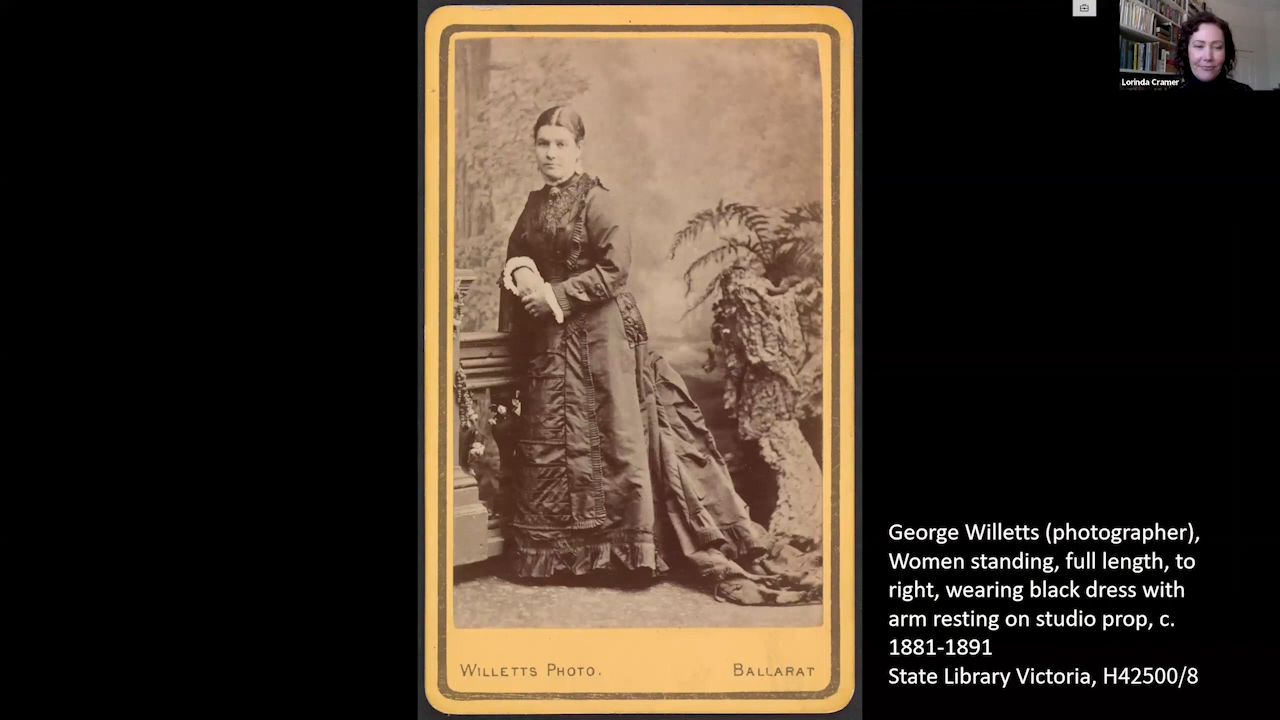 Lorinda Cramer
WILLETTS PHOTO. BALLARAT
George Willetts (photographer),
Women standing, full length, to
right, wearing black dress with
arm resting on studio prop, c.
1881-1891
State Library Victoria, H42500/8